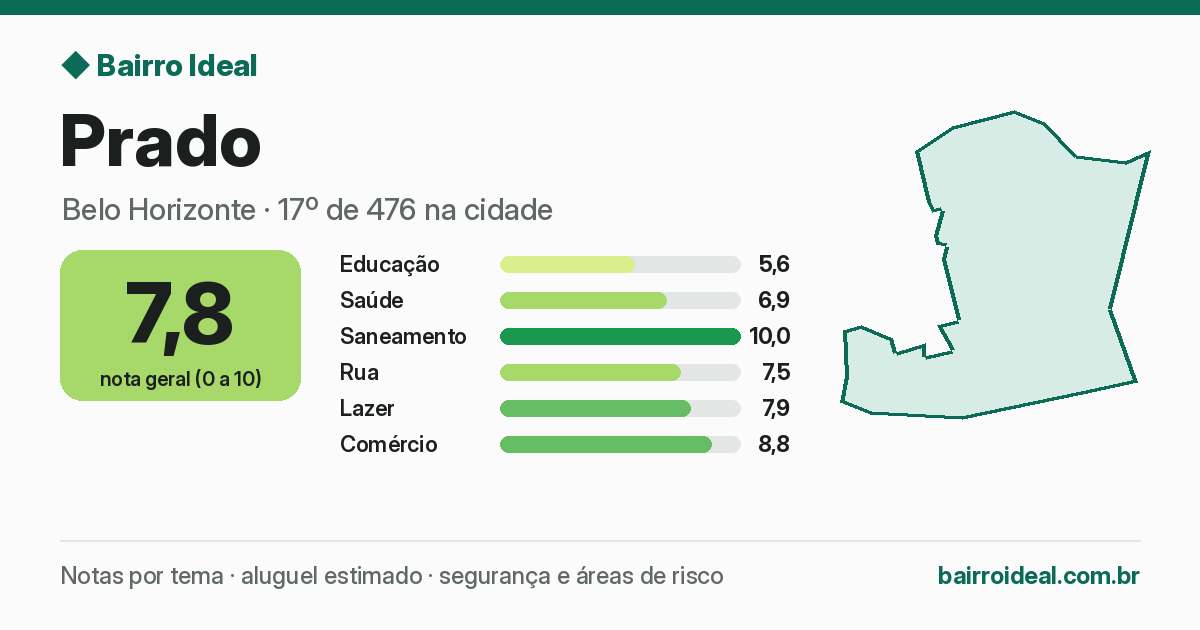 Bairro Ideal
Prado
Belo Horizonte · 17º de 476 na cidade
7,8
nota geral (0 a 10)
Educação 5,6
Saúde 6,9
Saneamento 10,0
Rua 7,5
Lazer 7,9
Comércio 8,8
Notas por tema · aluguel estimado · segurança e áreas de risco
bairroideal.com.br